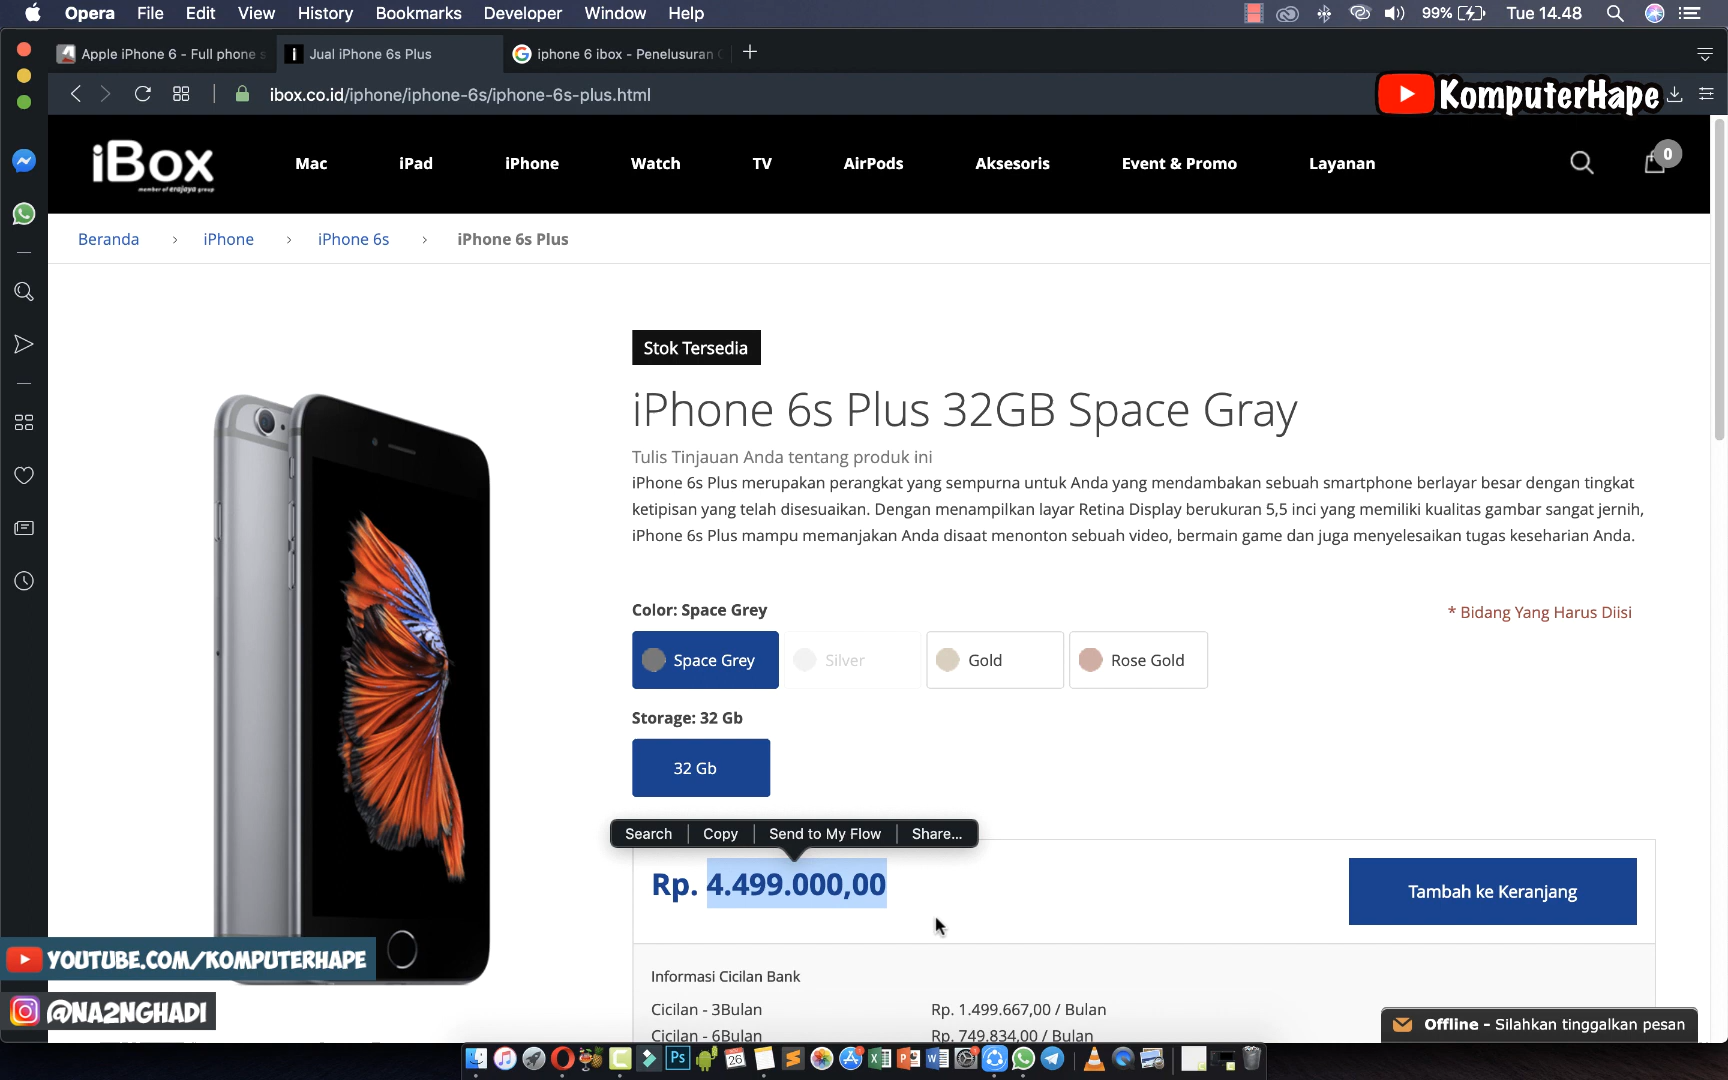 Opera File Edit View History Bookmarks Developer Window Help 99% Tue 14.48
Apple iPhone 6 - Full phone s Jual iPhone 6s Plus iphone 6 ibox - Penelusuran
ibox.co.id/iphone/iphone-6s/iphone-6s-plus.html
KomputerHape
iBox
member of erajaya group
Mac iPad iPhone Watch TV AirPods Aksesoris Event & Promo Layanan 0
Beranda > iPhone > iPhone 6s > iPhone 6s Plus
Stok Tersedia
iPhone 6s Plus 32GB Space Gray
Tulis Tinjauan Anda tentang produk ini
iPhone 6s Plus merupakan perangkat yang sempurna untuk Anda yang mendambakan sebuah smartphone berlayar besar dengan tingkat
ketipisan yang telah disesuaikan. Dengan menampilkan layar Retina Display berukuran 5,5 inci yang memiliki kualitas gambar sangat jernih,
iPhone 6s Plus mampu memanjakan Anda disaat menonton sebuah video, bermain game dan juga menyelesaikan tugas keseharian Anda.
Color: Space Grey
* Bidang Yang Harus Diisi
Space Grey Silver Gold Rose Gold
Storage: 32 Gb
32 Gb
Search Copy Send to My Flow Share...
Rp. 4.499.000,00
Tambah ke Keranjang
Informasi Cicilan Bank
Cicilan - 3Bulan Rp. 1.499.667,00 / Bulan
Cicilan - 6Bulan Rp. 749.834,00 / Bulan
YOUTUBE.COM/KOMPUTERHAPE
@NA2NGHADI
Offline - Silahkan tinggalkan pesan
Ps 26